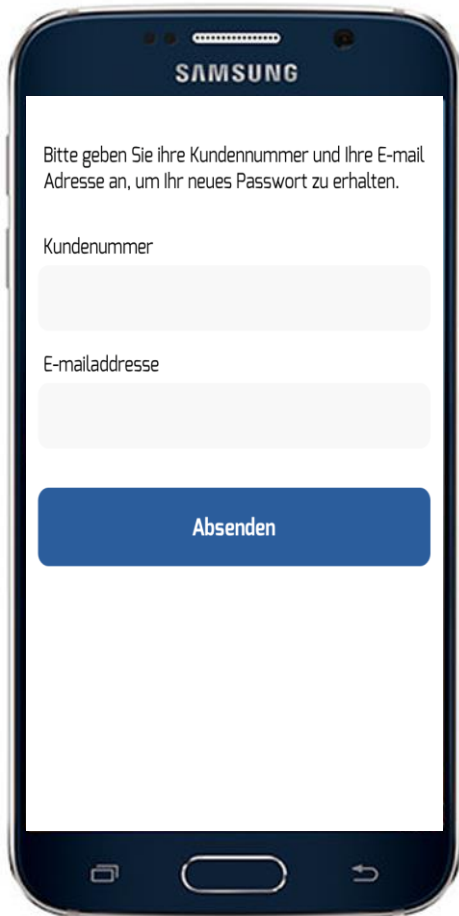 SAMSUNG
Bitte geben Sie ihre Kundennummer und Ihre E-mail
Adresse an, um Ihr neues Passwort zu erhalten.
Kundenummer
E-mailaddresse
Absenden